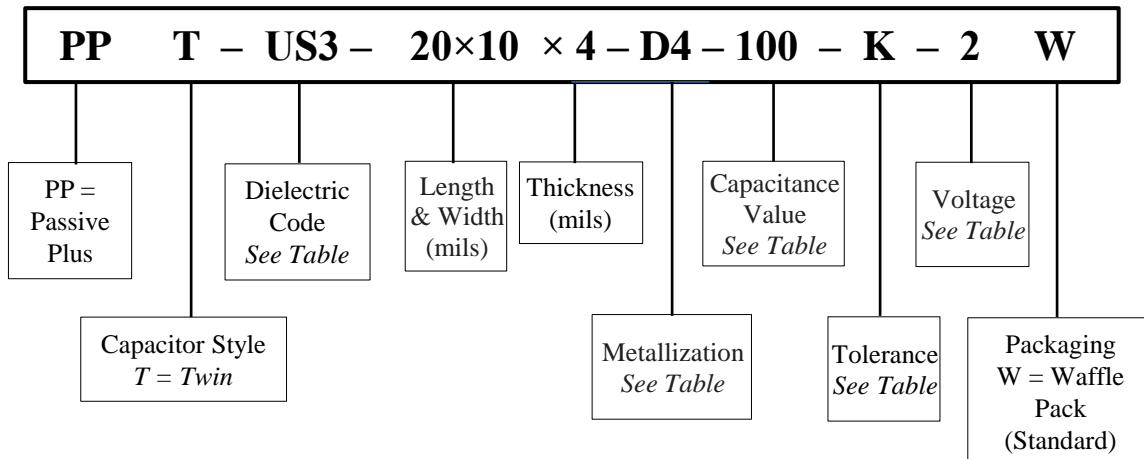 PP T – US3 – 20×10 × 4 – D4 – 100 – K – 2 W
PP =
Passive
Plus
Dielectric
Code
See Table
Length
& Width
(mils)
Thickness
(mils)
Capacitance
Value
See Table
Voltage
See Table
Capacitor Style
T = Twin
Metallization
See Table
Tolerance
See Table
Packaging
W = Waffle
Pack
(Standard)